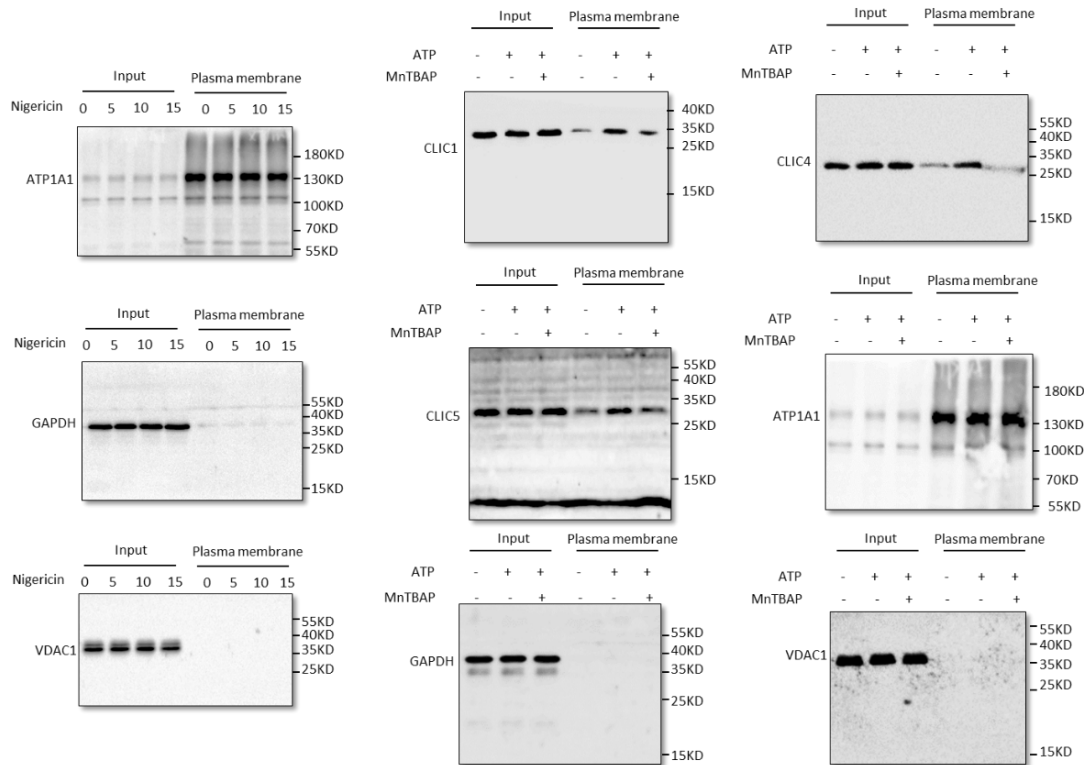 Input Plasma membrane
Nigericin 0 5 10 15 0 5 10 15
ATP1A1
180KD
130KD
100KD
70KD
55KD
Input Plasma membrane
ATP - + + - + +
MnTBAP - - + - - +
CLIC1
40KD
35KD
25KD
15KD
Input Plasma membrane
ATP - + + - + +
MnTBAP - - + - - +
CLIC4
55KD
40KD
35KD
25KD
15KD
Input Plasma membrane
Nigericin 0 5 10 15 0 5 10 15
GAPDH
55KD
40KD
35KD
25KD
15KD
Input Plasma membrane
ATP - + + - + +
MnTBAP - - + - - +
CLIC5
55KD
40KD
35KD
25KD
15KD
Input Plasma membrane
ATP - + + - + +
MnTBAP - - + - - +
ATP1A1
180KD
130KD
100KD
70KD
55KD
Input Plasma membrane
Nigericin 0 5 10 15 0 5 10 15
VDAC1
55KD
40KD
35KD
25KD
Input Plasma membrane
ATP - + + - + +
MnTBAP - - + - - +
GAPDH
55KD
40KD
35KD
25KD
15KD
Input Plasma membrane
ATP - + + - + +
MnTBAP - - + - - +
VDAC1
55KD
40KD
35KD
25KD
15KD